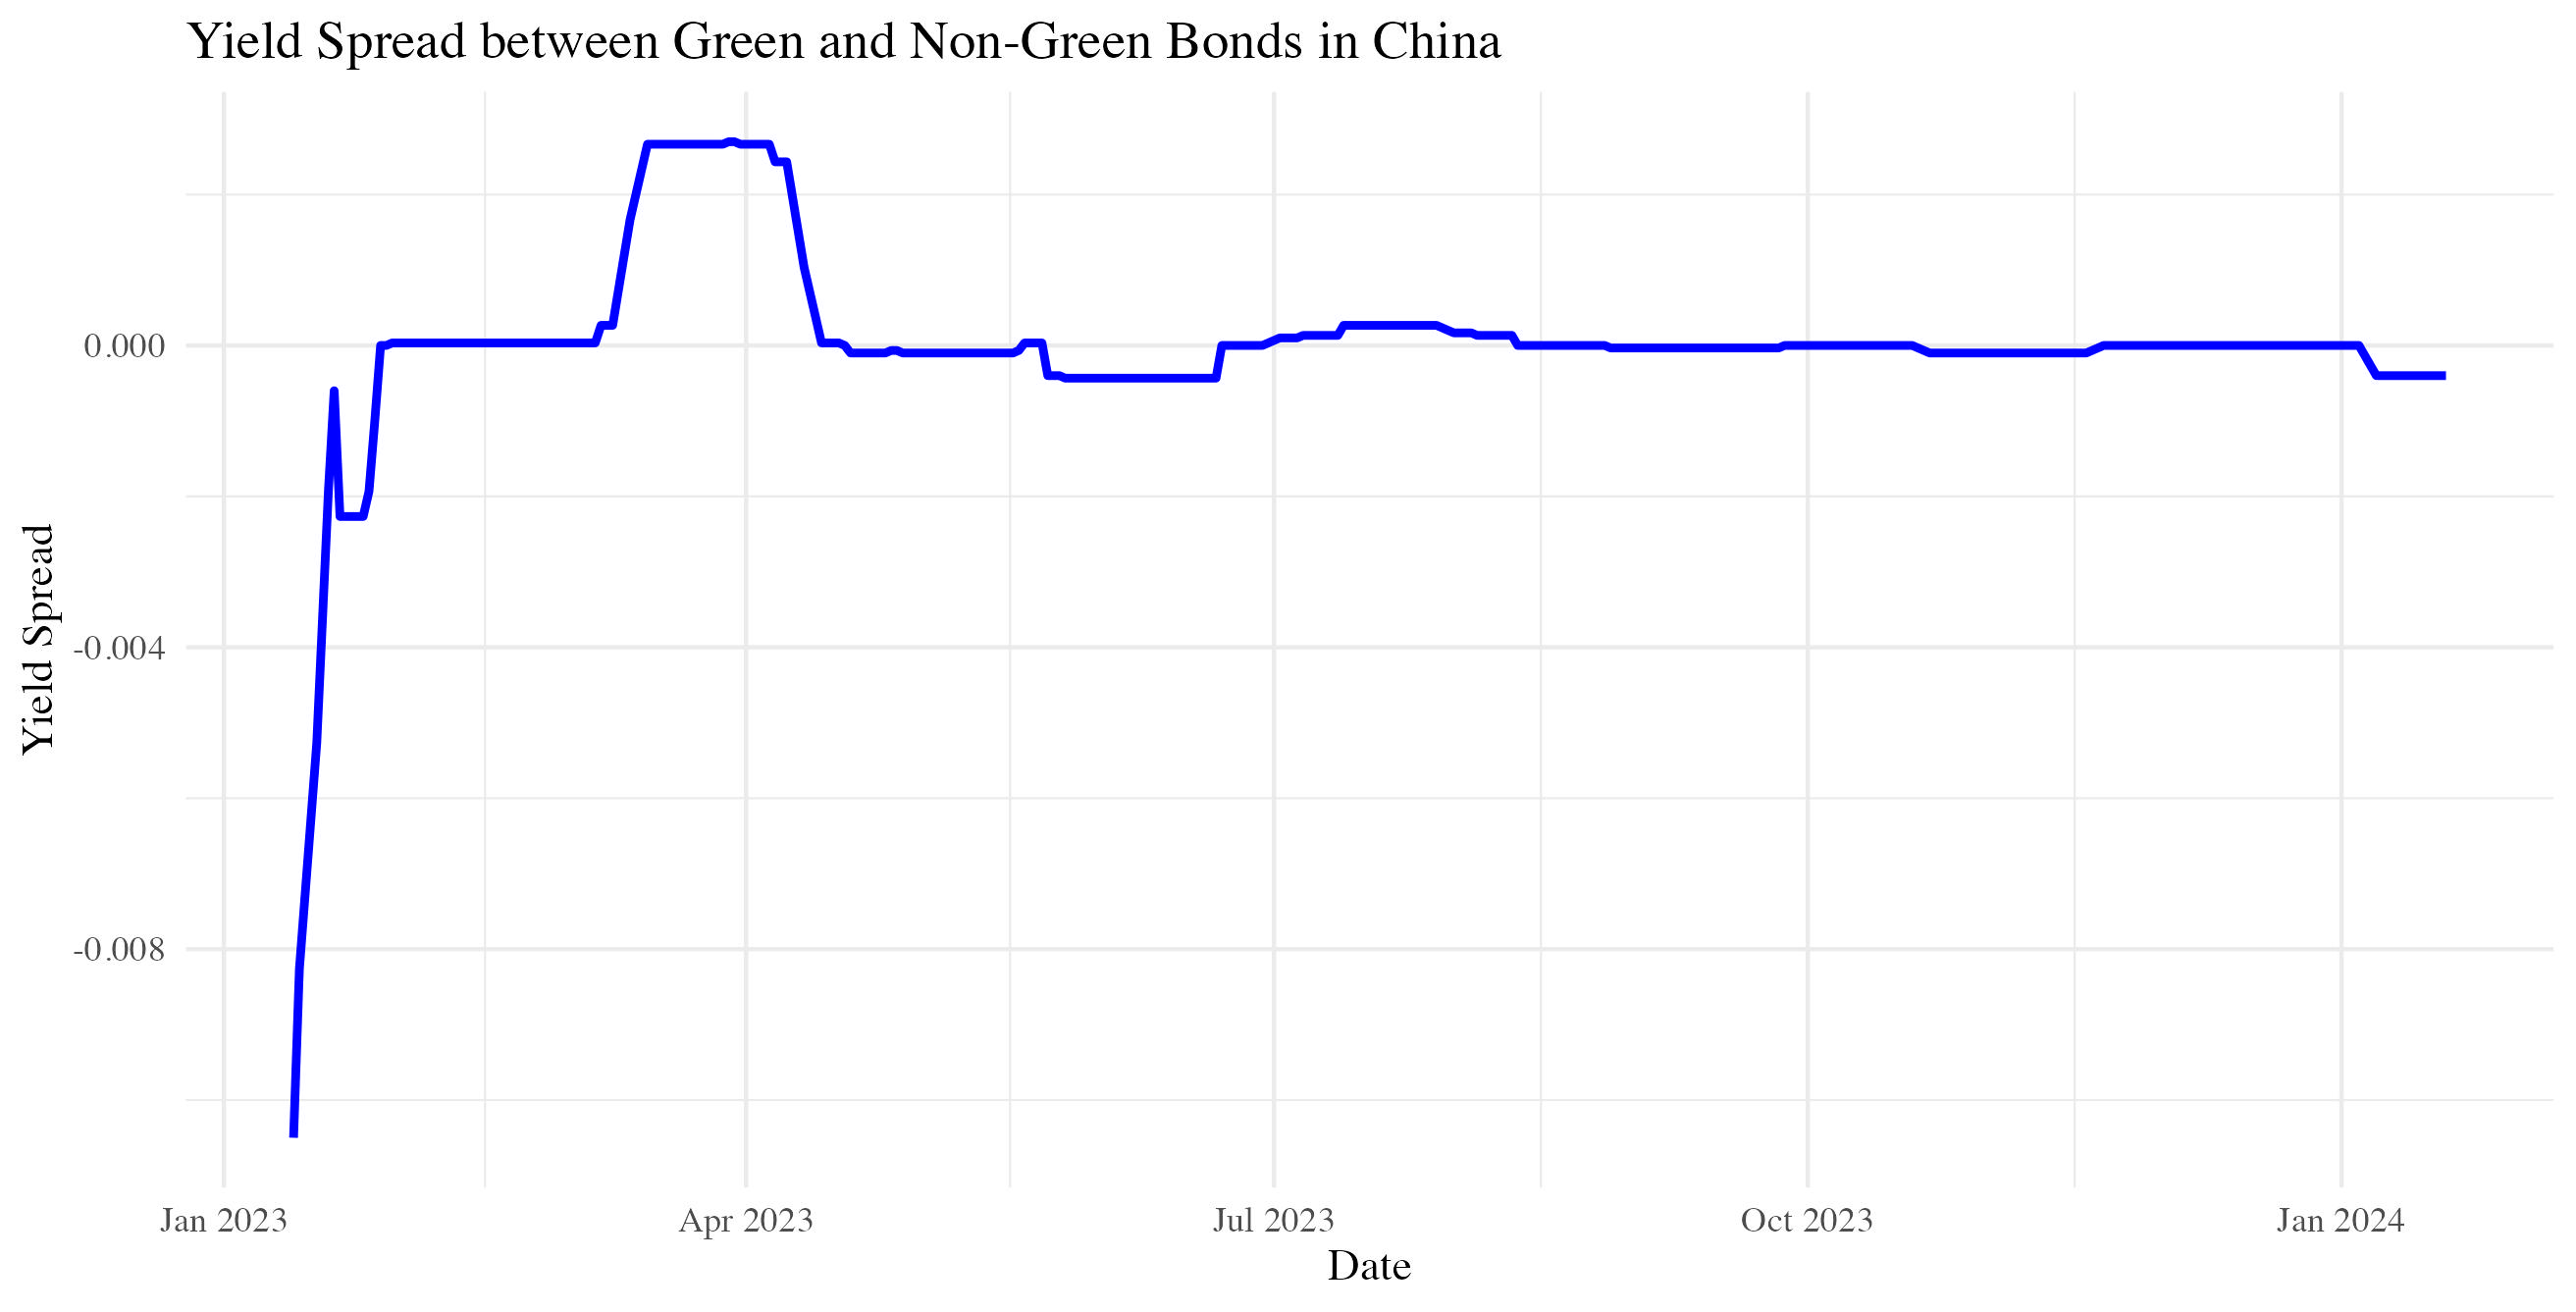 Yield Spread between Green and Non-Green Bonds in China
Yield Spread
0.000
-0.004
-0.008
Jan 2023
Apr 2023
Jul 2023
Oct 2023
Jan 2024
Date